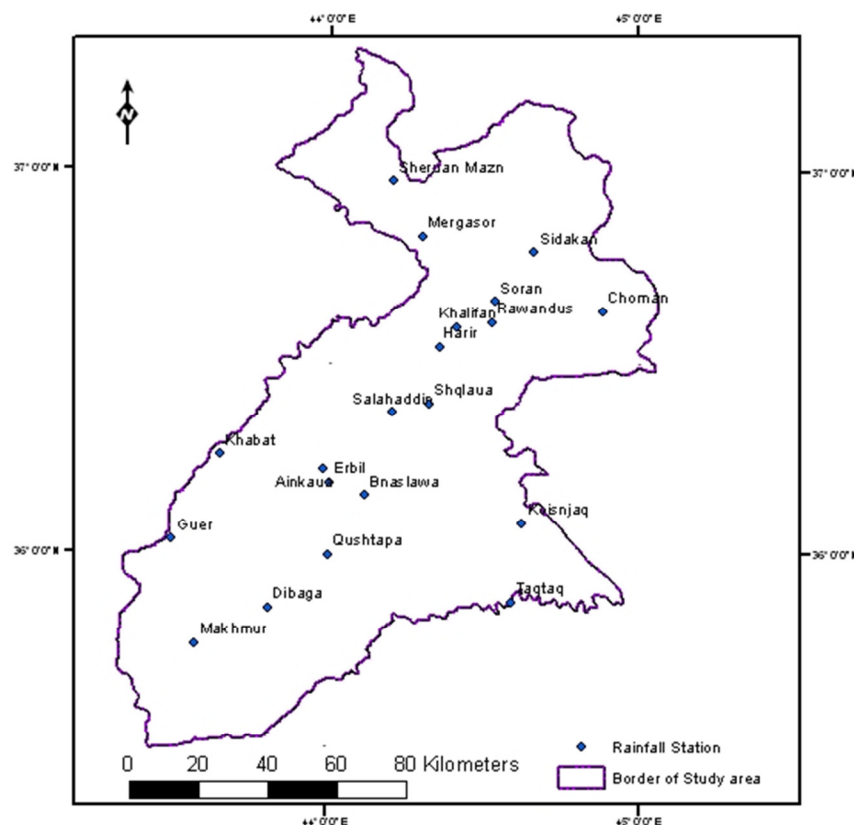 44°0'0"E 45°0'0"E
N
37°0'0"N 37°0'0"N
Sheruan Mazn
Mergasor
Sidakan
Soran
Choman
Khalifan Rawandus
Harir
Shqlaua
Salahaddin
Khabat
Erbil
Ainkaua Bnaslawa
Koisnjaq
Guer
Qushtapa
36°0'0"N 36°0'0"N
Taqtaq
Dibaga
Makhmur
Rainfall Station
0 20 40 60 80 Kilometers
Border of Study area
44°0'0"E 45°0'0"E